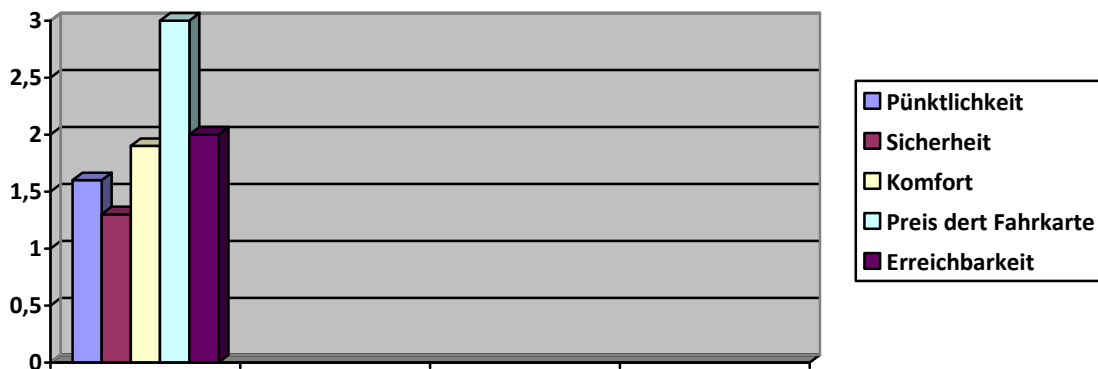 3
2,5
2
1,5
1
0,5
0
Pünktlichkeit
Sicherheit
Komfort
Preis dert Fahrkarte
Erreichbarkeit